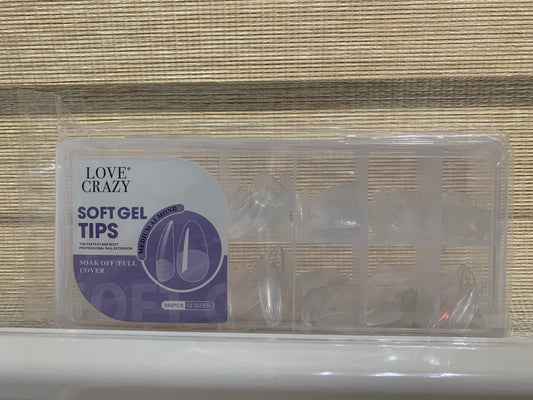 LOVE®
CRAZY
SOFT GEL
TIPS
THE FASTEST AND MOST
PROFESSIONAL NAIL EXTENSION
MEDIUM ALMOND
SOAK OFF /FULL
COVER
504PCS 12 SIZES